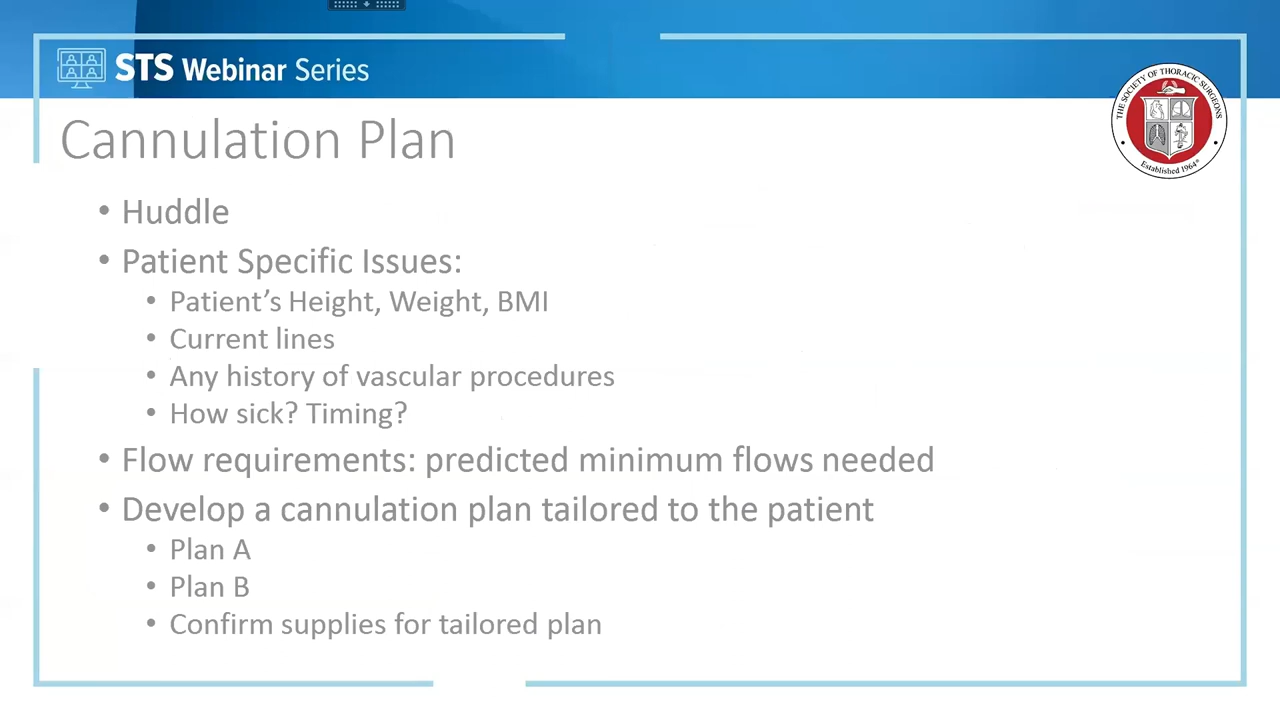 STS Webinar Series
THE SOCIETY OF THORACIC SURGEONS
Established 1964®
Cannulation Plan
• Huddle
• Patient Specific Issues:
• Patient’s Height, Weight, BMI
• Current lines
• Any history of vascular procedures
• How sick? Timing?
• Flow requirements: predicted minimum flows needed
• Develop a cannulation plan tailored to the patient
• Plan A
• Plan B
• Confirm supplies for tailored plan